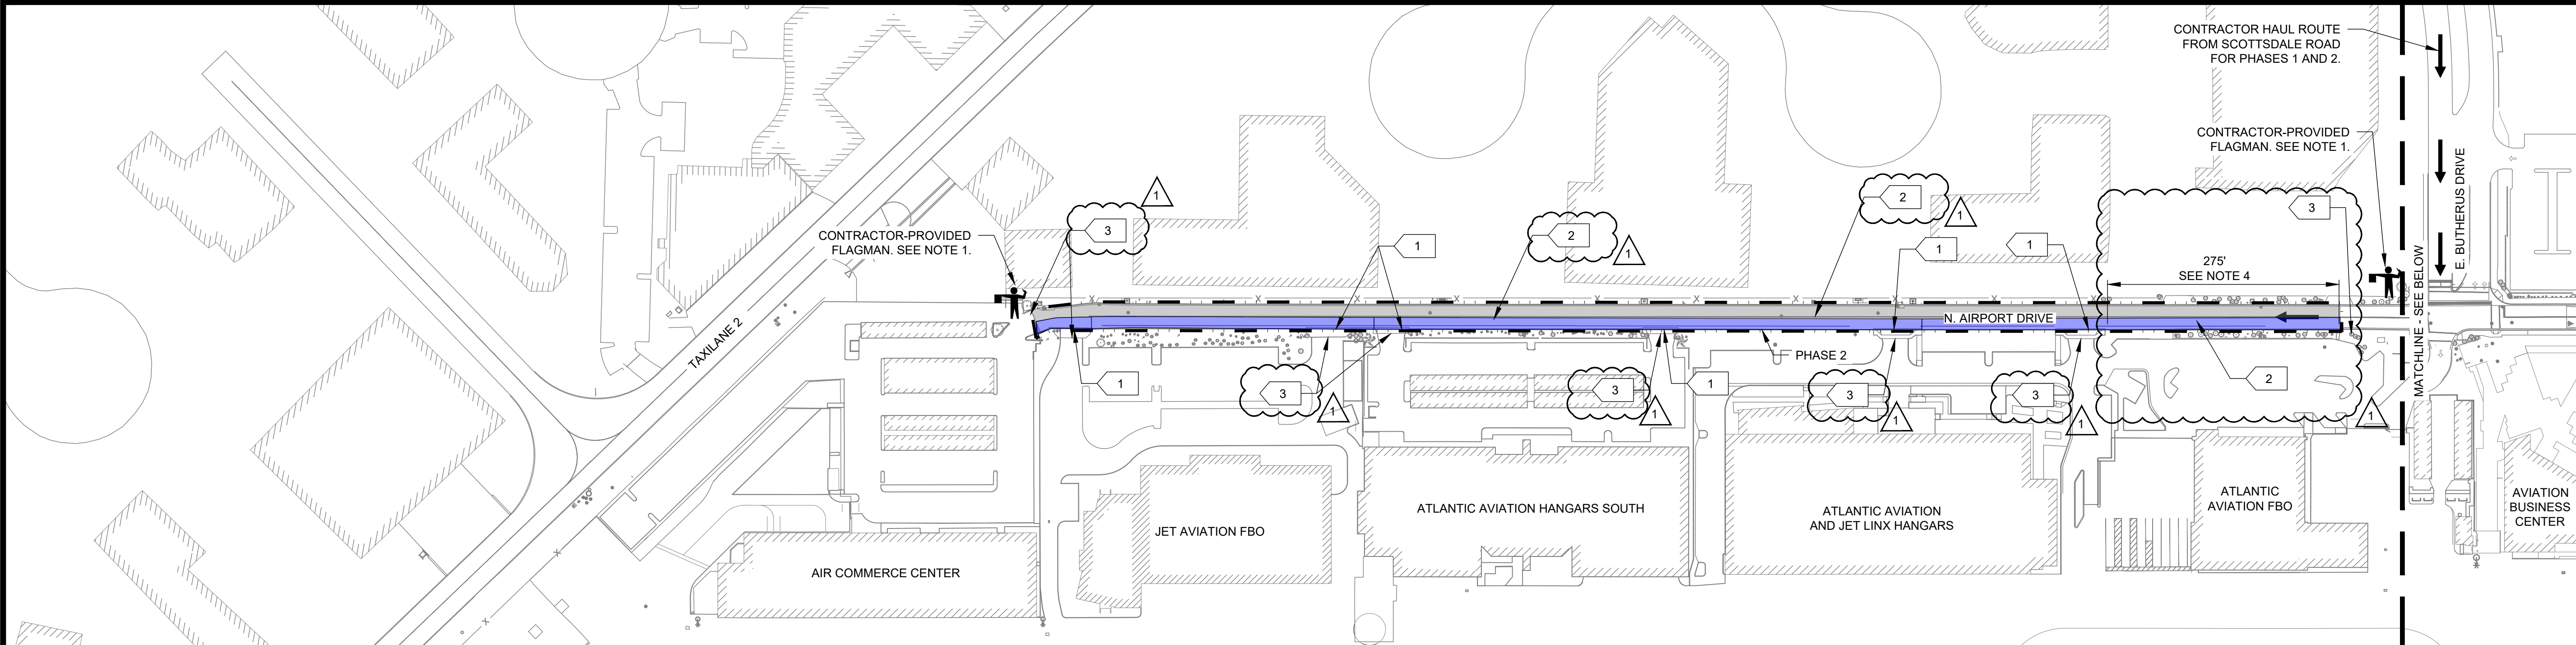 CONTRACTOR HAUL ROUTE
FROM SCOTTSDALE ROAD
FOR PHASES 1 AND 2.
CONTRACTOR-PROVIDED
FLAGMAN. SEE NOTE 1.
E. BUTHERUS DRIVE
MATCHLINE - SEE BELOW
1
3
2
1
2
1
3
CONTRACTOR-PROVIDED
FLAGMAN. SEE NOTE 1.
1
1
1
275'
SEE NOTE 4
TAXILANE 2
N. AIRPORT DRIVE
PHASE 2
1
3
1
3
1
1
3
1
3
1
2
1
JET AVIATION FBO
ATLANTIC AVIATION HANGARS SOUTH
ATLANTIC AVIATION
AND JET LINX HANGARS
ATLANTIC
AVIATION FBO
AVIATION
BUSINESS
CENTER
AIR COMMERCE CENTER